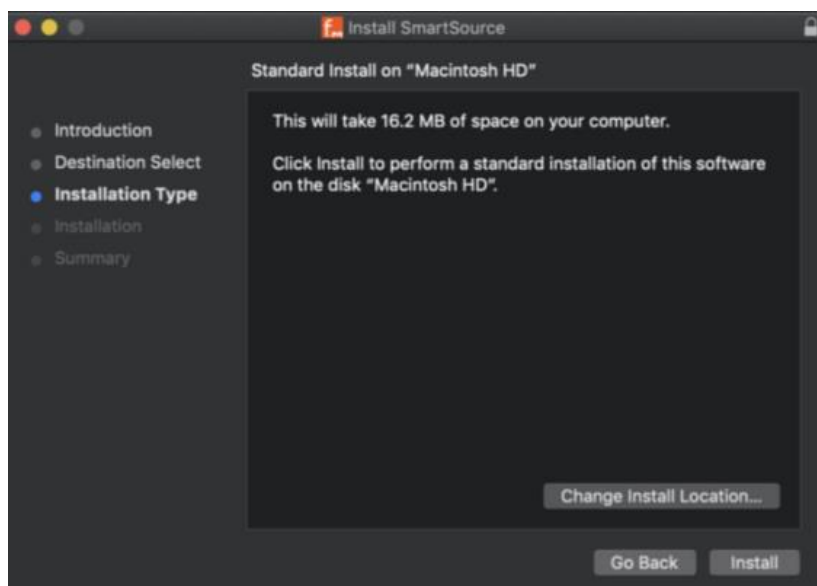 Install SmartSource
Standard Install on “Macintosh HD”
Introduction
Destination Select
Installation Type
Installation
Summary
This will take 16.2 MB of space on your computer.
Click Install to perform a standard installation of this software
on the disk “Macintosh HD”.
Change Install Location...
Go Back
Install